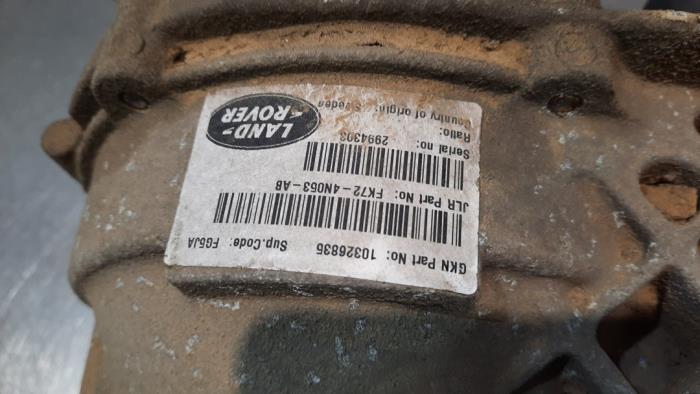 GKN Part No: 10326835 Sup.Code: FG5JA
JLR Part No: FK72-4N053-AB
Serial no: 2994303
Ratio:
Country of origin: Sweden
LAND-
ROVER